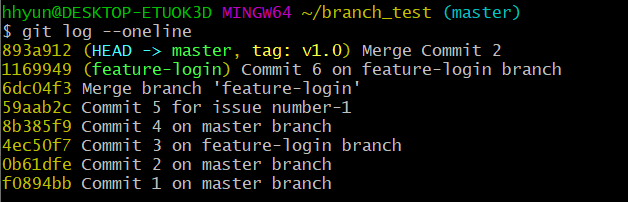 hhyun@DESKTOP-ETUOK3D MINGW64 ~/branch_test (master)
$ git log --oneline
893a912 (HEAD -> master, tag: v1.0) Merge Commit 2
1169949 (feature-login) Commit 6 on feature-login branch
6dc04f3 Merge branch 'feature-login'
59aab2c Commit 5 for issue number-1
8b385f9 Commit 4 on master branch
4ec50f7 Commit 3 on feature-login branch
0b61dfe Commit 2 on master branch
f0894bb Commit 1 on master branch